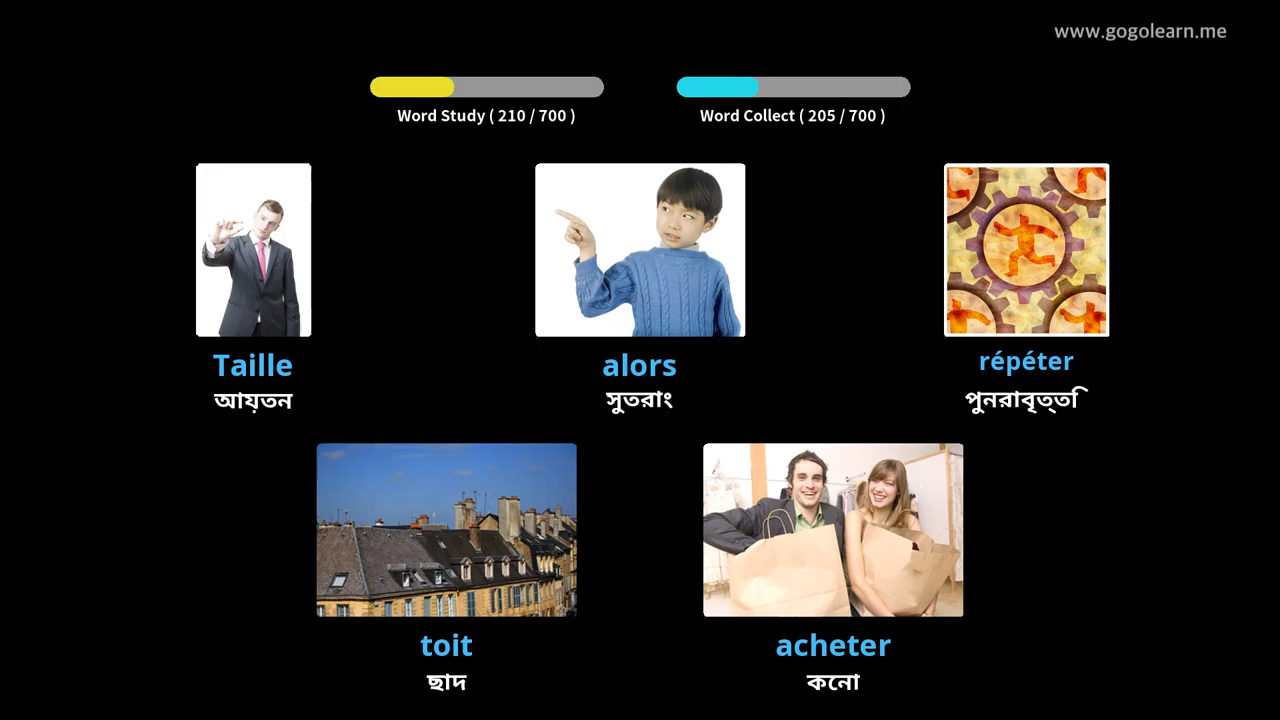 www.gogolearn.me
Word Study ( 210 / 700 )
Word Collect ( 205 / 700 )
Taille
আয়তন
alors
সুতরাং
répéter
পুনরাবৃত্তি
toit
ছাদ
acheter
কনো